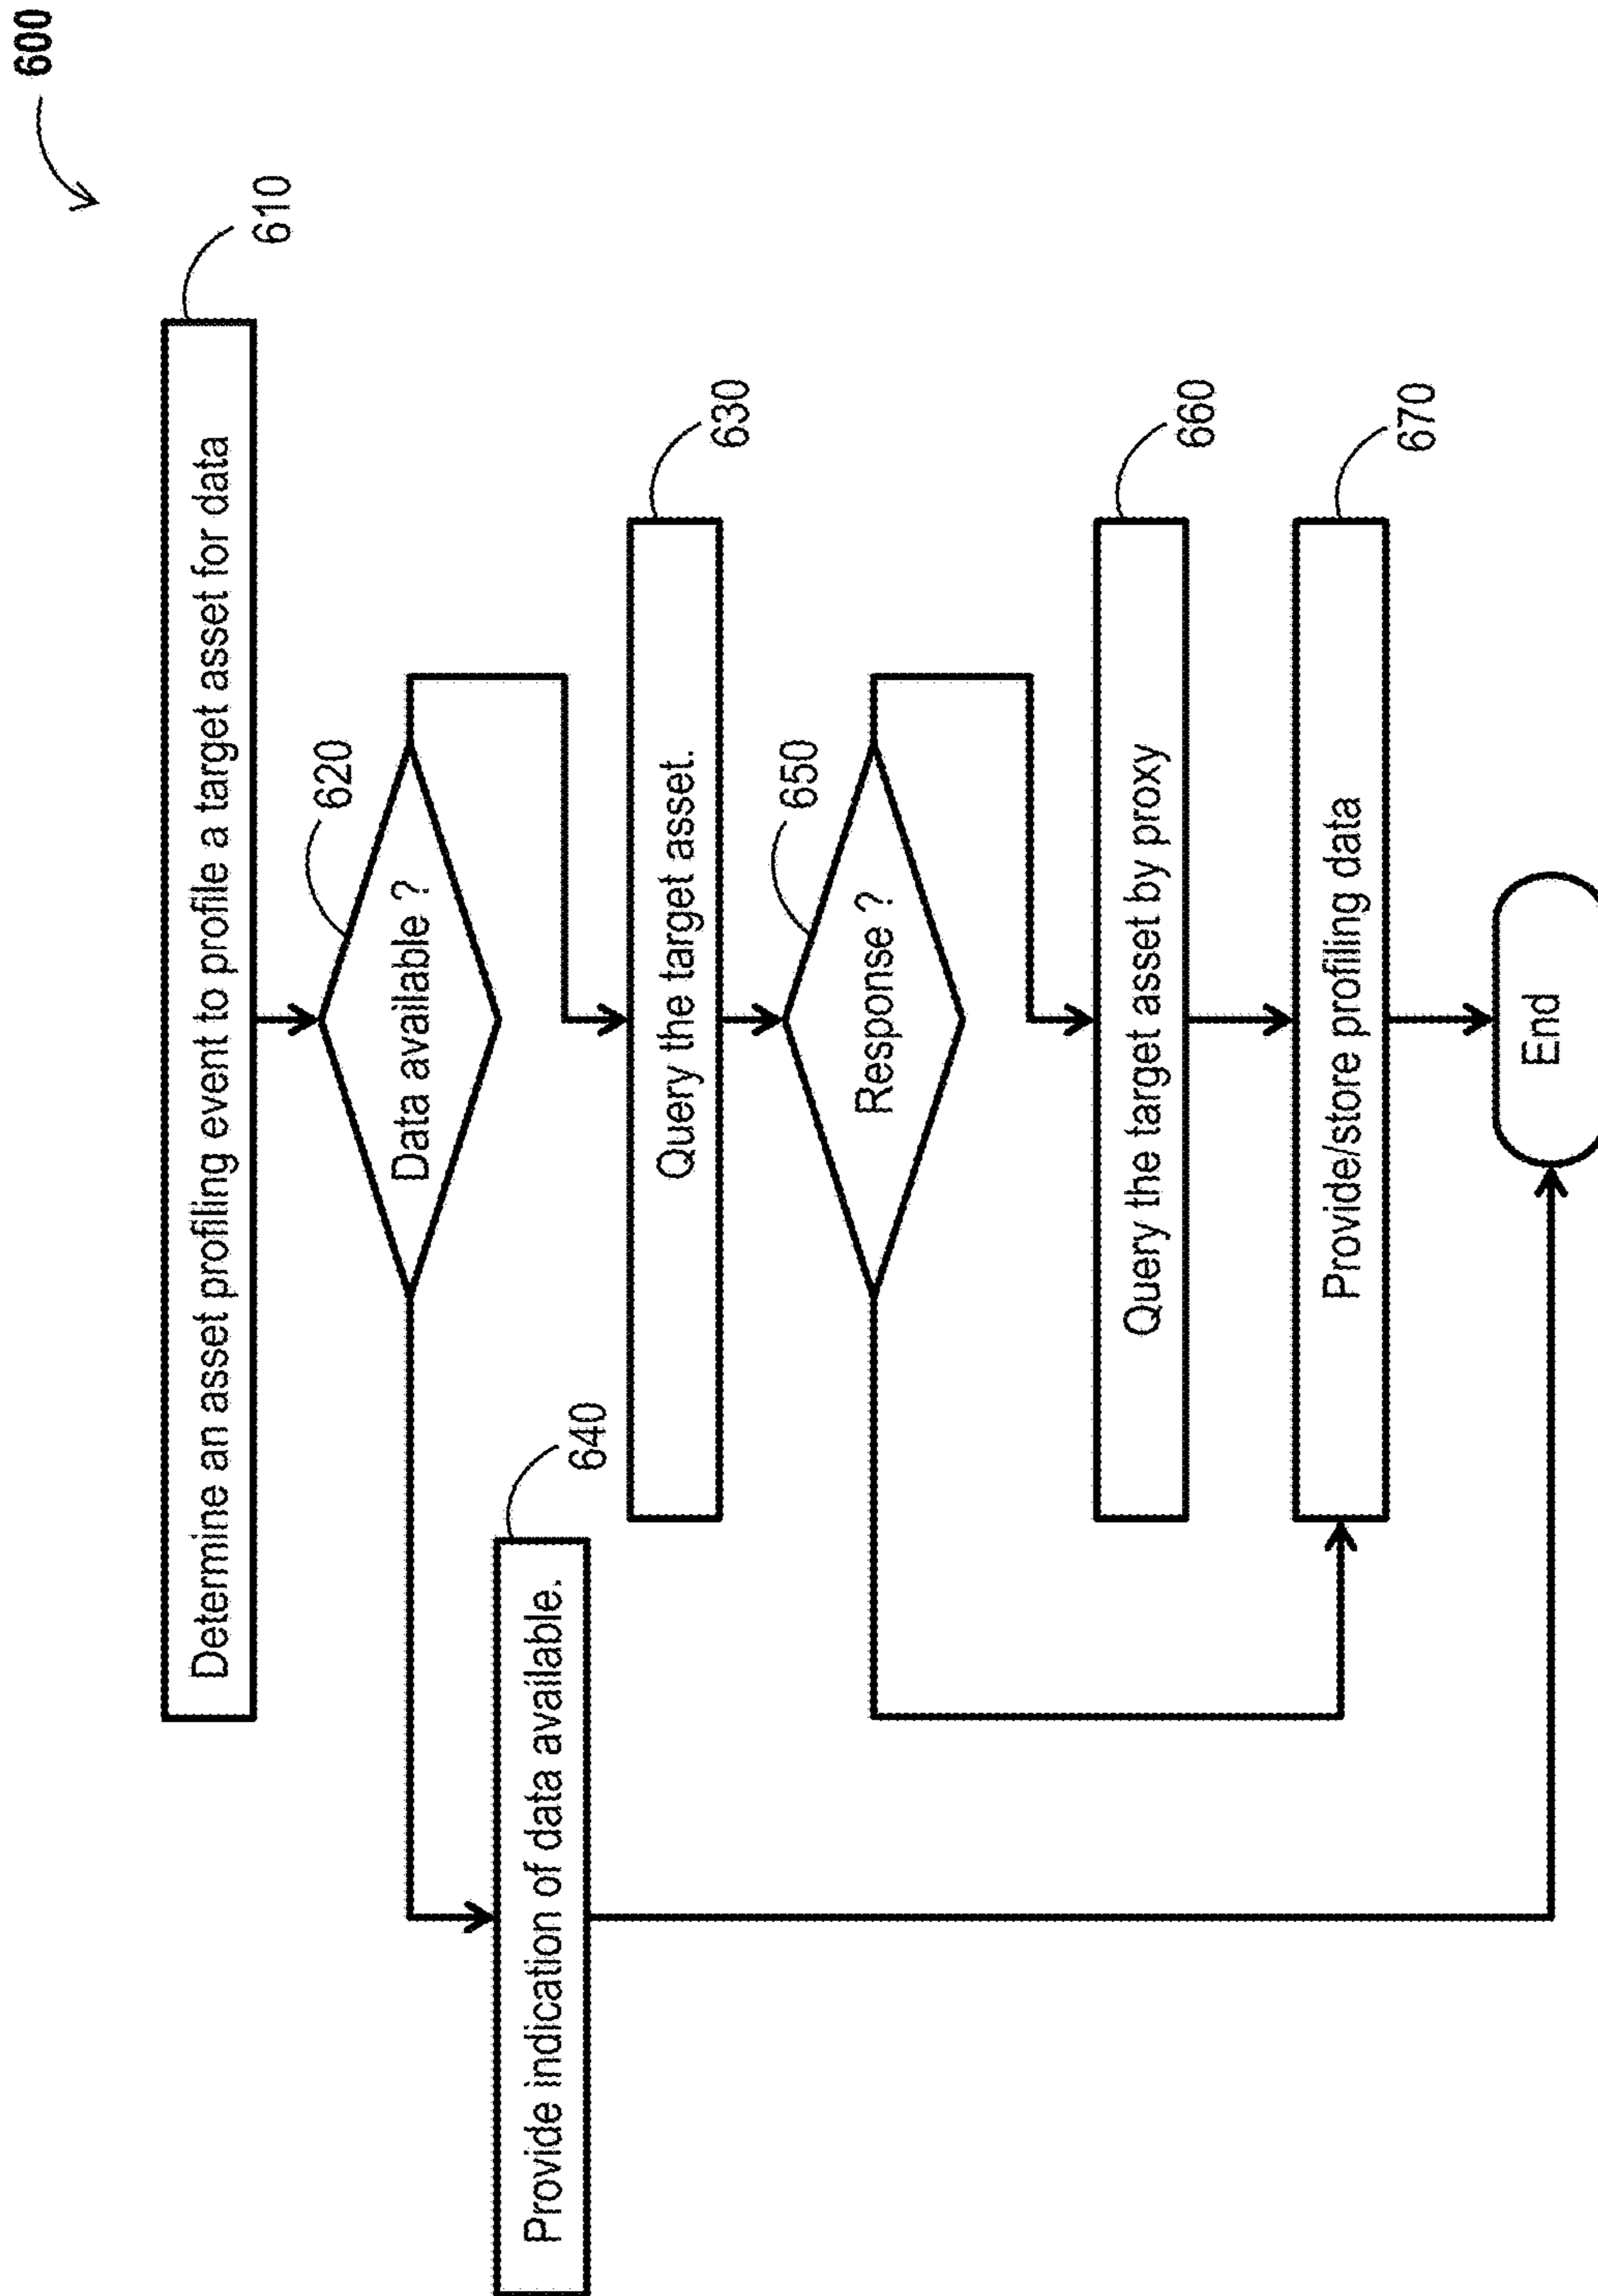 600
Determine an asset profiling event to profile a target asset for data
610
Data available ?
620
Provide indication of data available.
640
Query the target asset.
630
Response ?
650
Query the target asset by proxy
660
Provide/store profiling data
670
End